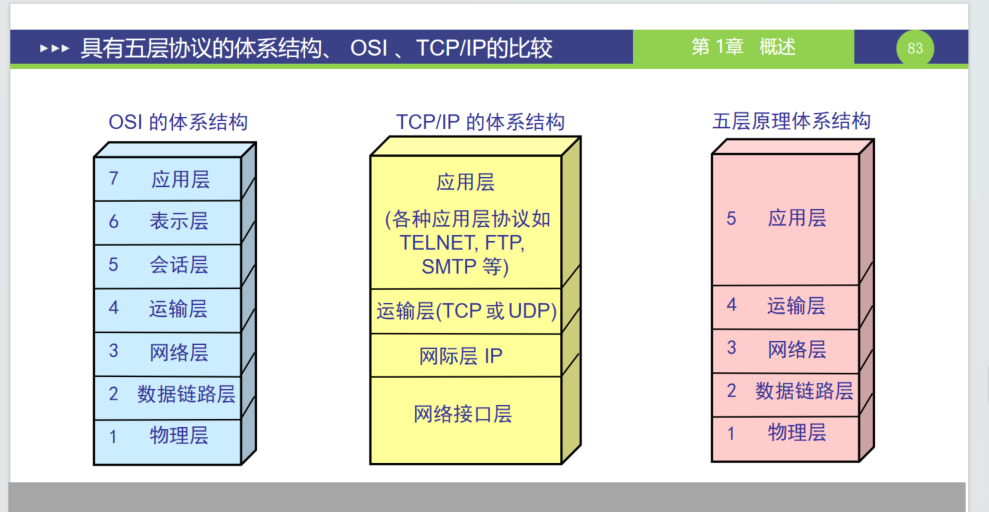 ▸▸▸ 具有五层协议的体系结构、 OSI 、TCP/IP的比较
第 1章 概述
83
OSI 的体系结构
7 应用层
6 表示层
5 会话层
4 运输层
3 网络层
2 数据链路层
1 物理层
TCP/IP 的体系结构
应用层
(各种应用层协议如
TELNET, FTP,
SMTP 等)
运输层(TCP 或 UDP)
网际层 IP
网络接口层
五层原理体系结构
5 应用层
4 运输层
3 网络层
2 数据链路层
1 物理层